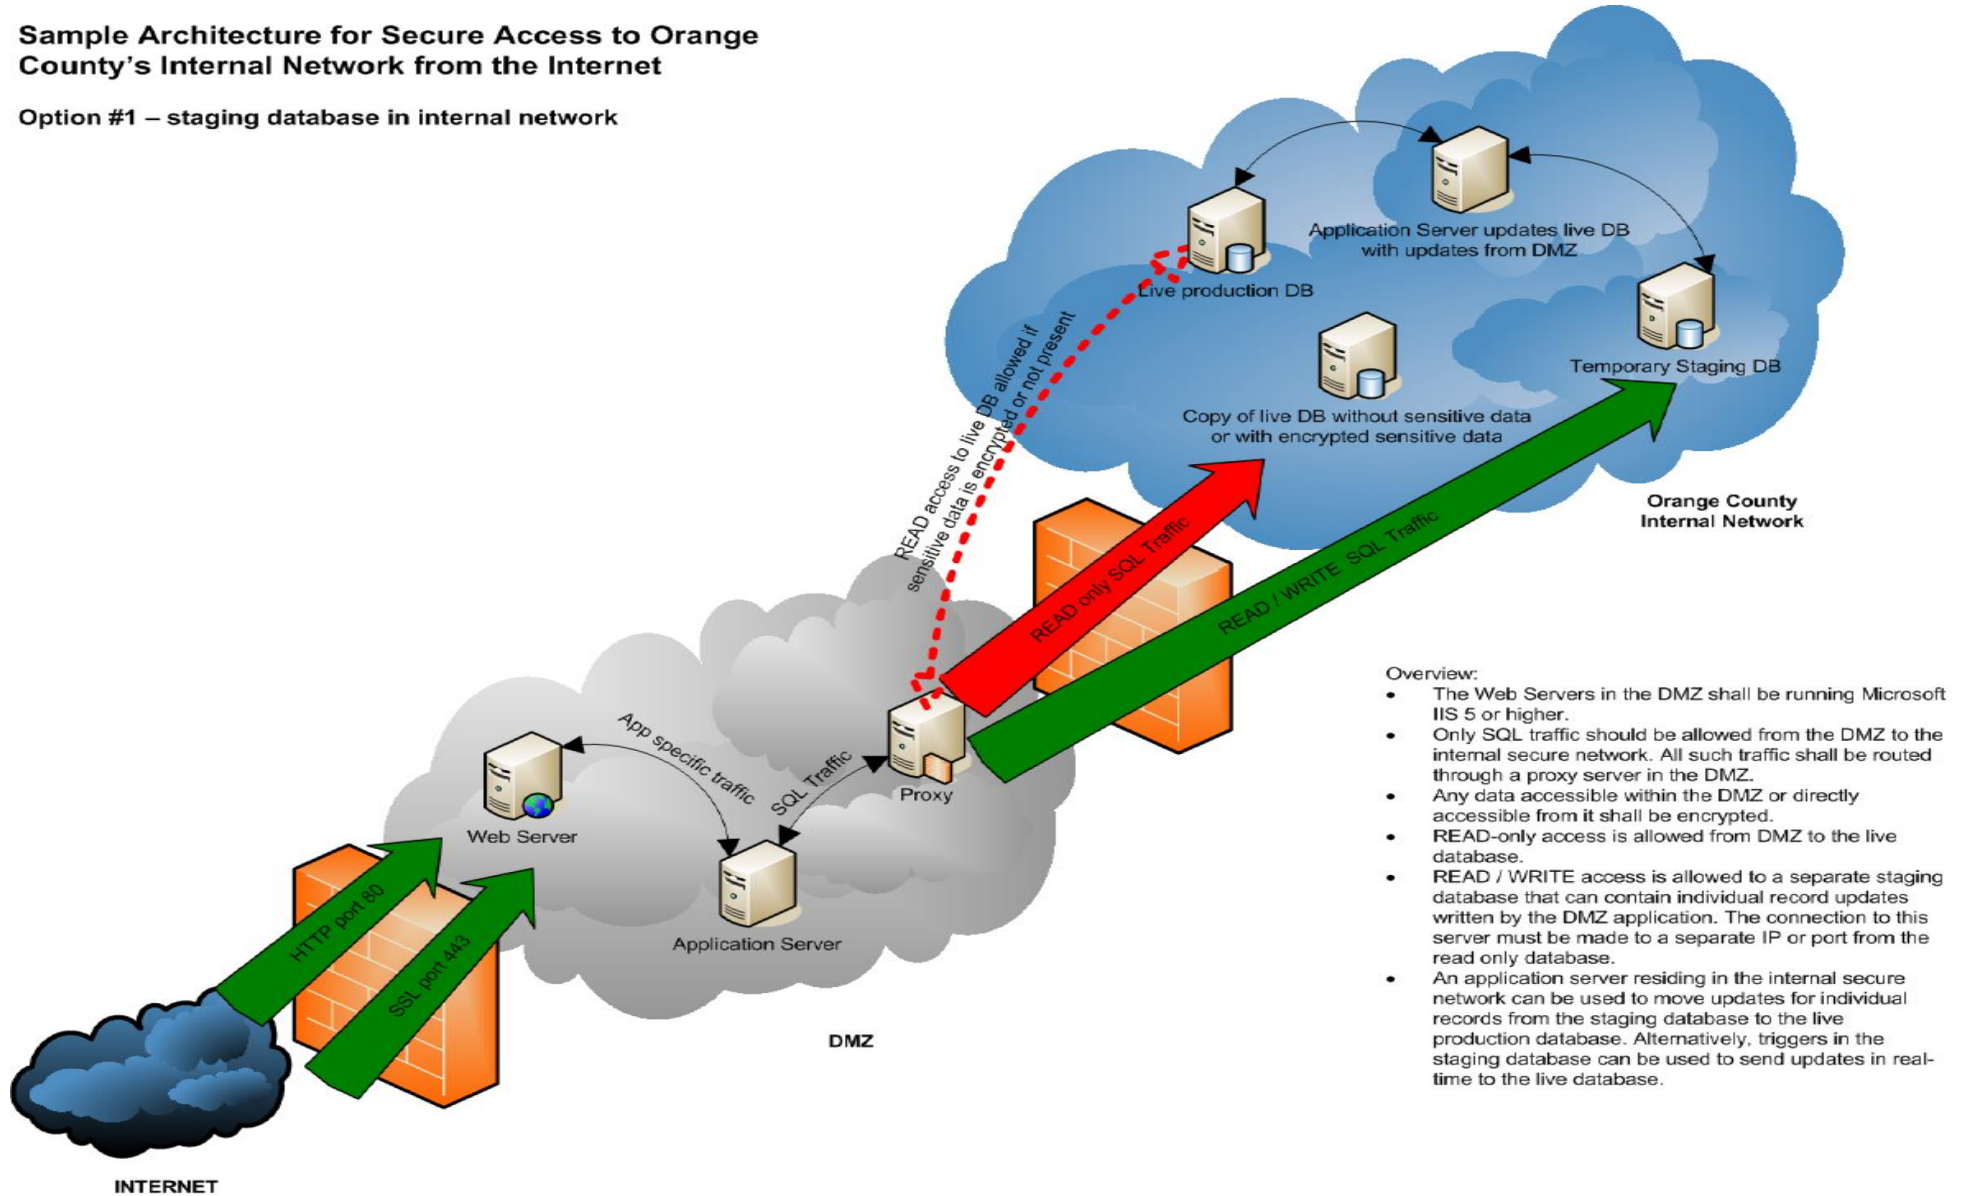 Sample Architecture for Secure Access to Orange
County’s Internal Network from the Internet
Option #1 – staging database in internal network
Application Server updates live DB
with updates from DMZ
Live production DB
Temporary Staging DB
Copy of live DB without sensitive data
or with encrypted sensitive data
READ access to live DB allowed if
sensitive data is encrypted or not present
Orange County
Internal Network
READ only SQL Traffic
READ / WRITE SQL Traffic
App specific traffic
SQL Traffic
Proxy
Web Server
Application Server
HTTP port 80
SSL port 443
DMZ
INTERNET
Overview:
• The Web Servers in the DMZ shall be running Microsoft
IIS 5 or higher.
• Only SQL traffic should be allowed from the DMZ to the
internal secure network. All such traffic shall be routed
through a proxy server in the DMZ.
• Any data accessible within the DMZ or directly
accessible from it shall be encrypted.
• READ-only access is allowed from DMZ to the live
database.
• READ / WRITE access is allowed to a separate staging
database that can contain individual record updates
written by the DMZ application. The connection to this
server must be made to a separate IP or port from the
read only database.
• An application server residing in the internal secure
network can be used to move updates for individual
records from the staging database to the live
production database. Alternatively, triggers in the
staging database can be used to send updates in real-
time to the live database.